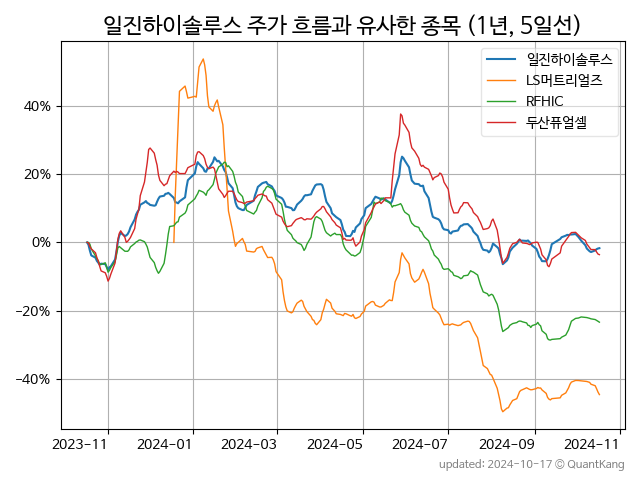 일진하이솔루스 주가 흐름과 유사한 종목 (1년, 5일선)
일진하이솔루스
LS머트리얼즈
RFHIC
두산퓨얼셀
40%
20%
0%
−20%
−40%
2023-11 2024-01 2024-03 2024-05 2024-07 2024-09 2024-11
updated: 2024-10-17 © QuantKang